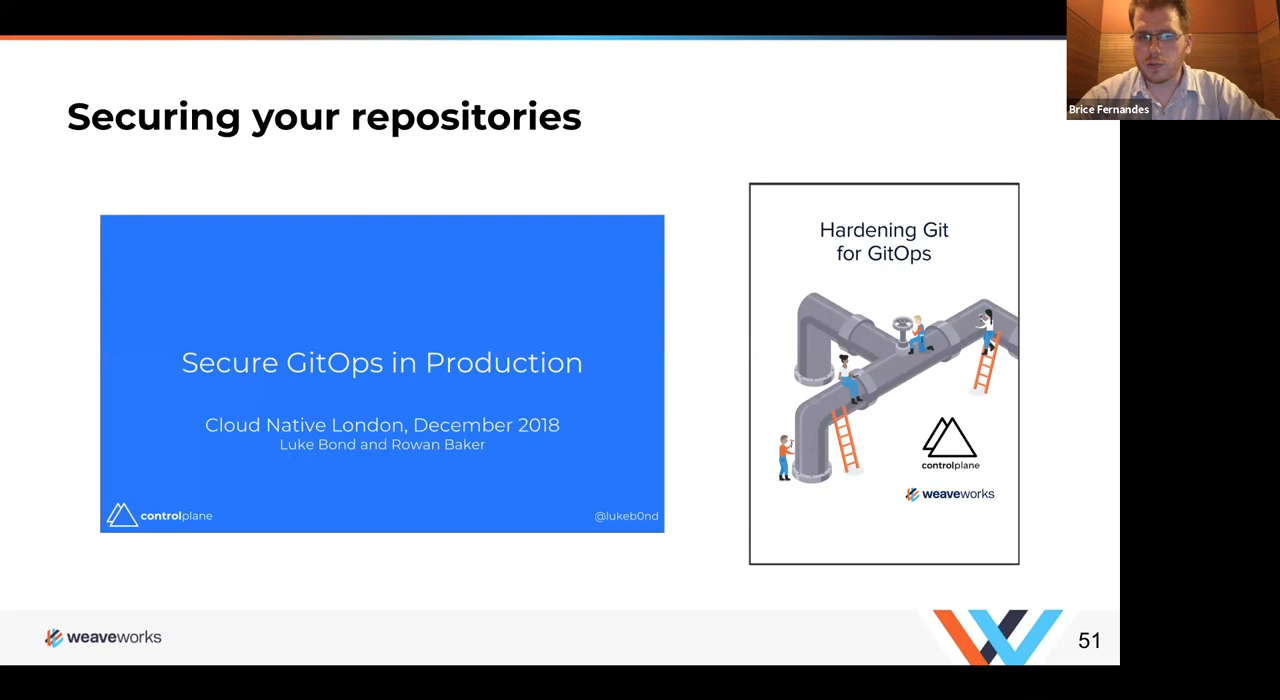 Brice Fernandes
Securing your repositories
Secure GitOps in Production
Cloud Native London, December 2018
Luke Bond and Rowan Baker
controlplane
@lukeb0nd
Hardening Git
for GitOps
controlplane
weaveworks
weaveworks
51